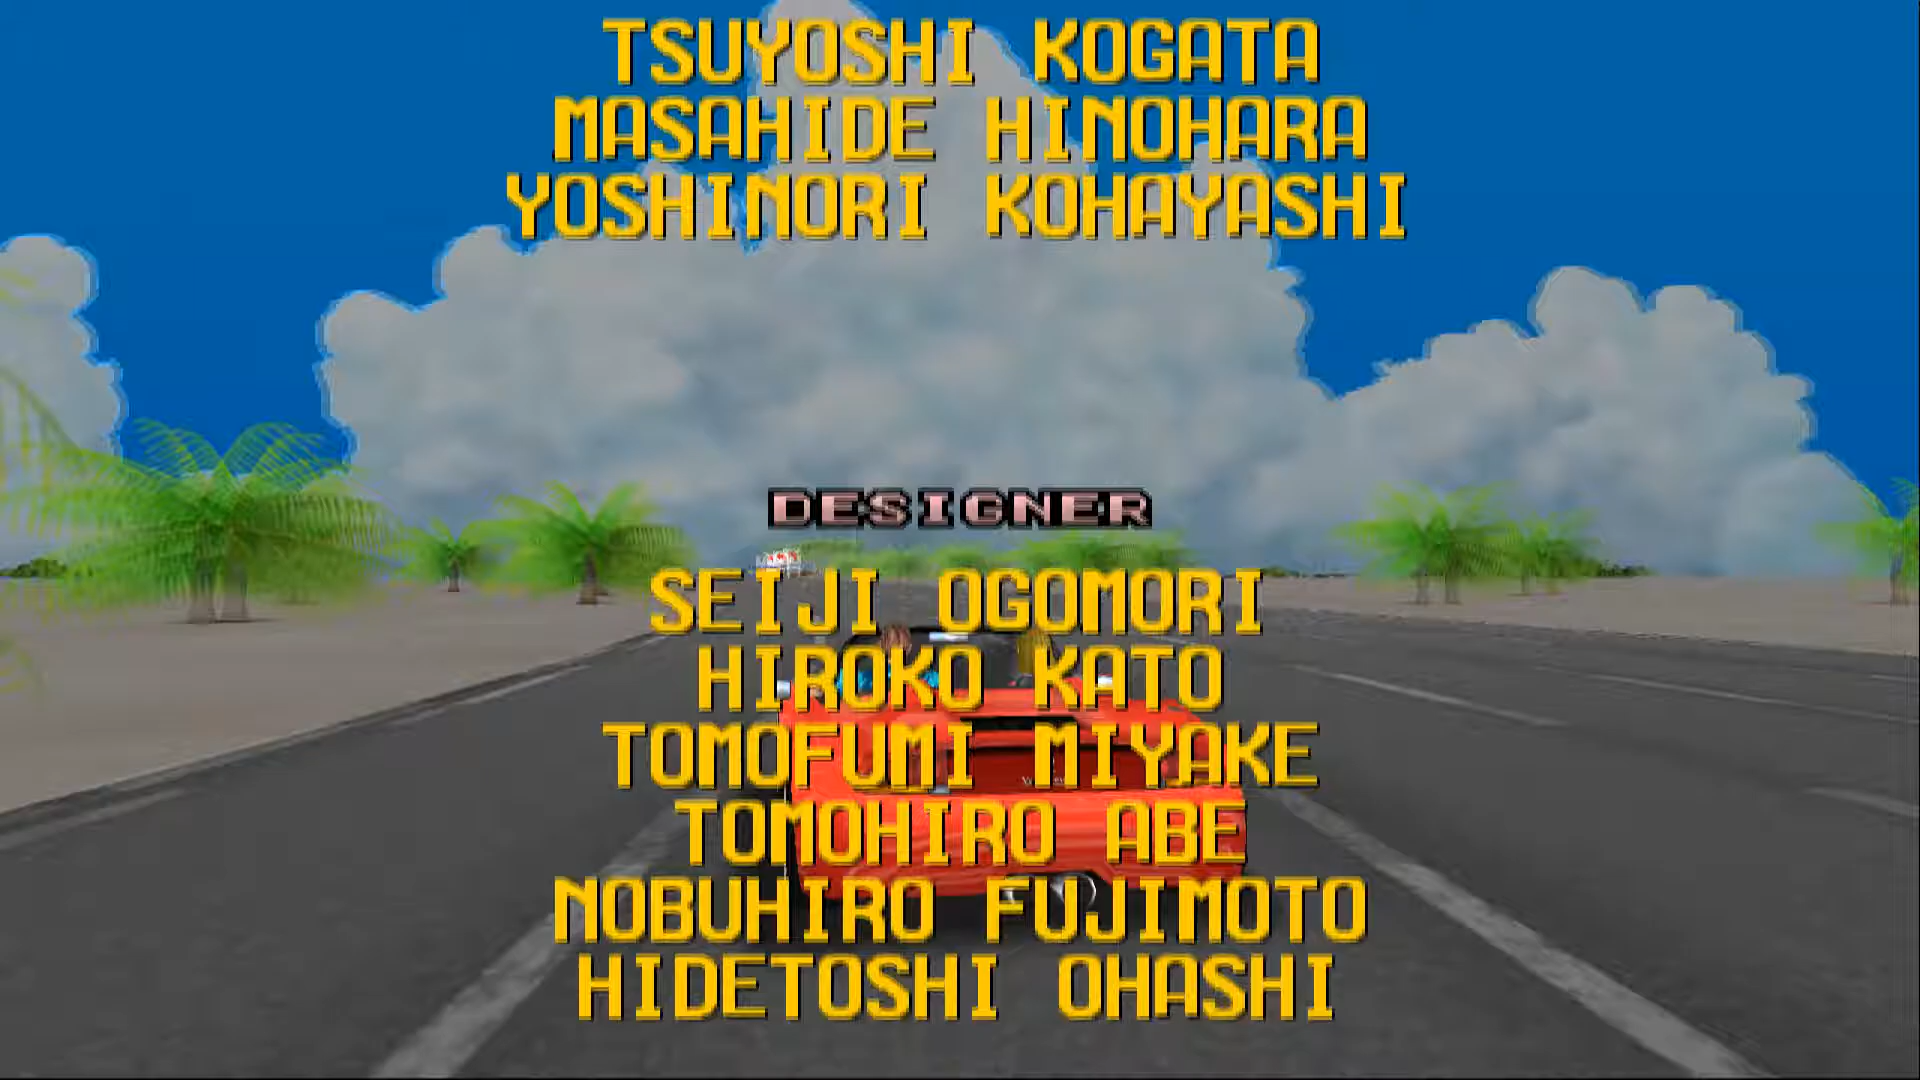 TSUYOSHI KOGATA
MASAHIDE HINOHARA
YOSHINORI KOHAYASHI
DESIGNER
SEIJI OGOMORI
HIROKO KATO
TOMOFUMI MIYAKE
TOMOHIRO ABE
NOBUHIRO FUJIMOTO
HIDETOSHI OHASHI